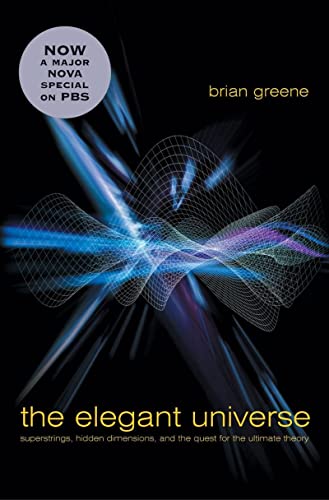 NOW
A MAJOR
NOVA
SPECIAL
ON PBS
brian greene
the elegant universe
superstrings, hidden dimensions, and the quest for the ultimate theory